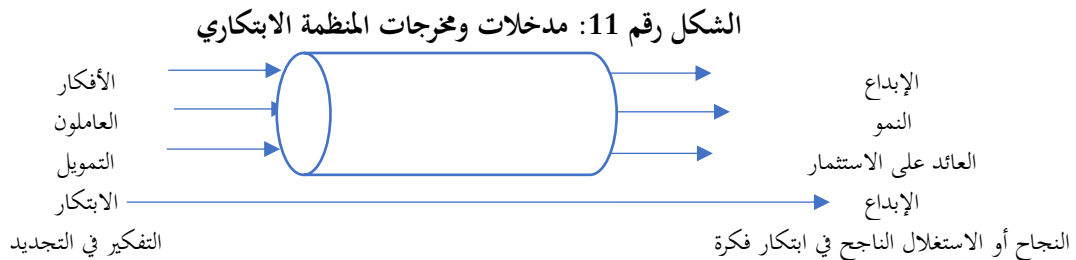 الشكل رقم 11: مدخلات ومخرجات المنظمة الابتكاري
الأفكار
العاملون
التمويل
الابتكار
التفكير في التجديد
الإبداع
النمو
العائد على الاستثمار
الإبداع
النجاح أو الاستغلال الناجح في ابتكار فكرة